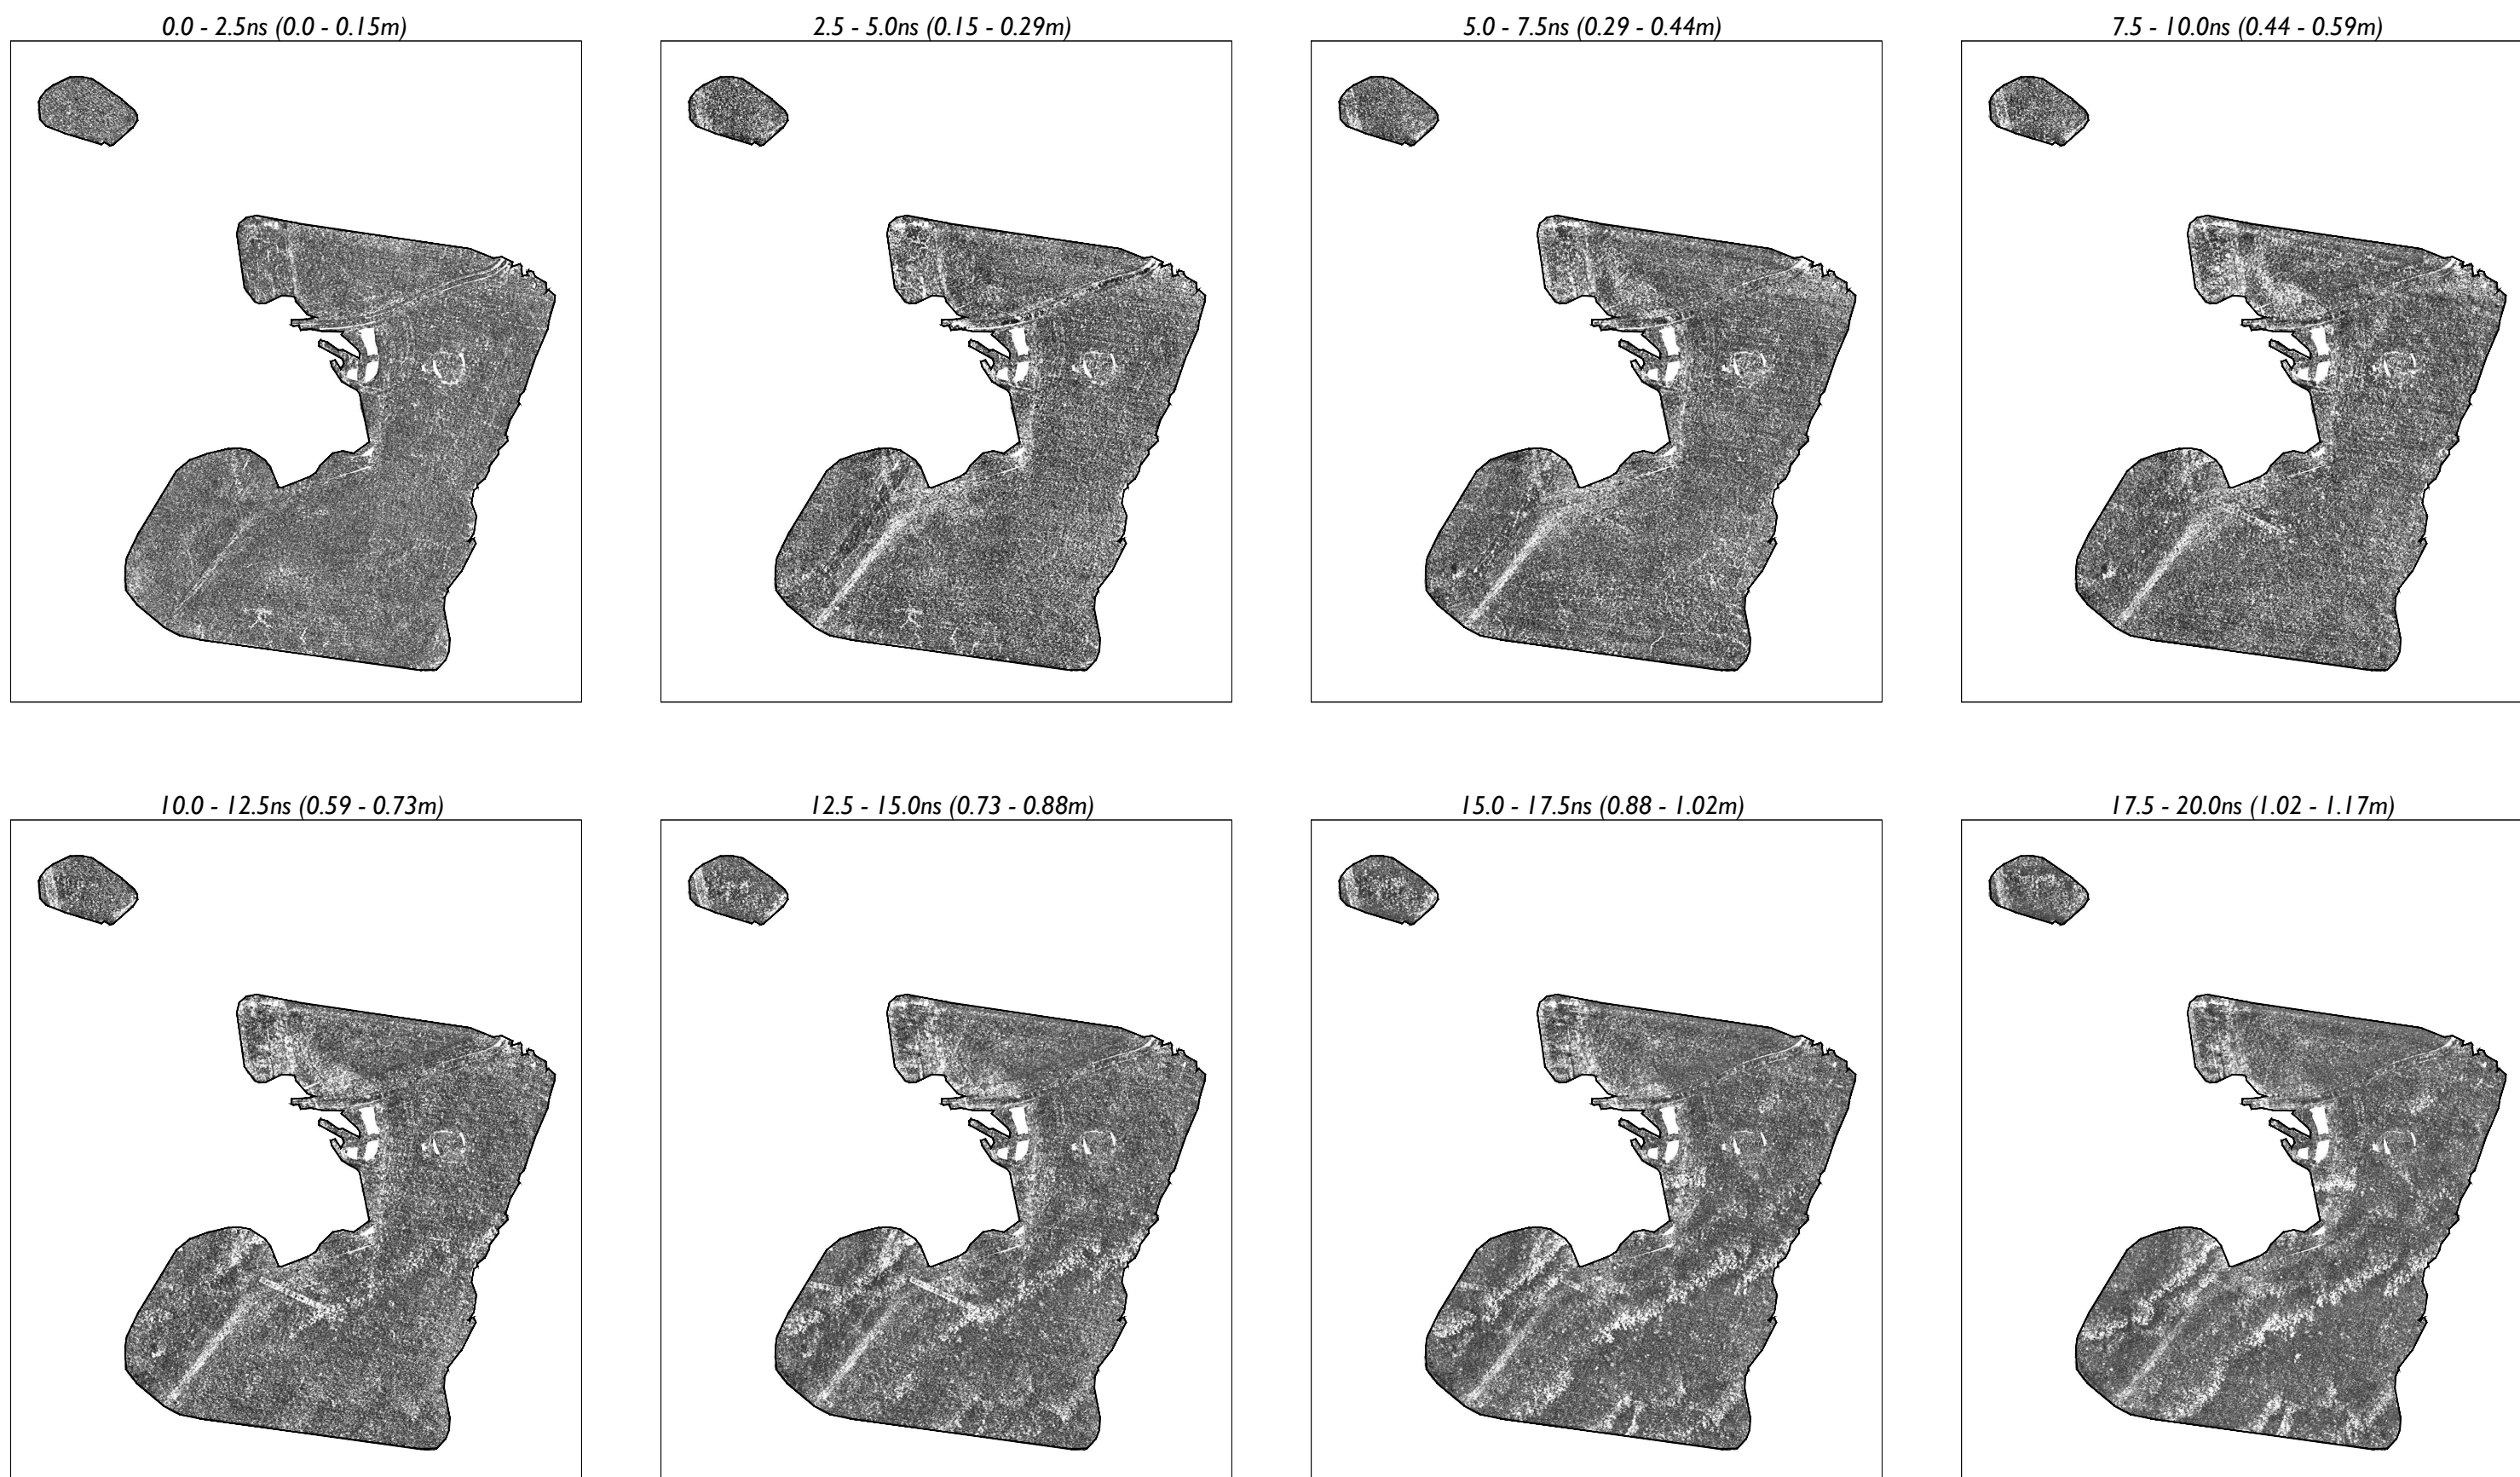 0.0 - 2.5ns (0.0 - 0.15m)
2.5 - 5.0ns (0.15 - 0.29m)
5.0 - 7.5ns (0.29 - 0.44m)
7.5 - 10.0ns (0.44 - 0.59m)
10.0 - 12.5ns (0.59 - 0.73m)
12.5 - 15.0ns (0.73 - 0.88m)
15.0 - 17.5ns (0.88 - 1.02m)
17.5 - 20.0ns (1.02 - 1.17m)